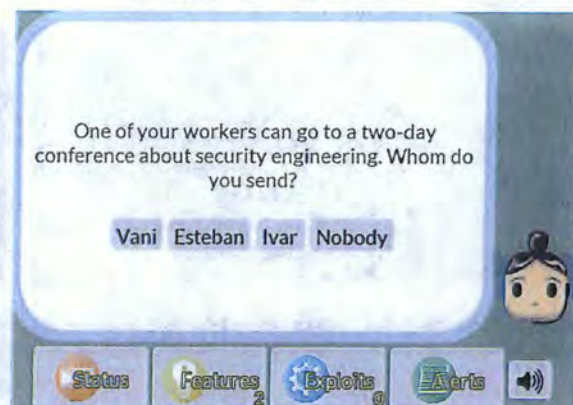 One of your workers can go to a two-day
conference about security engineering. Whom do
you send?
Vani Esteban Ivar Nobody
Status Features Exploits Alerts
2 0